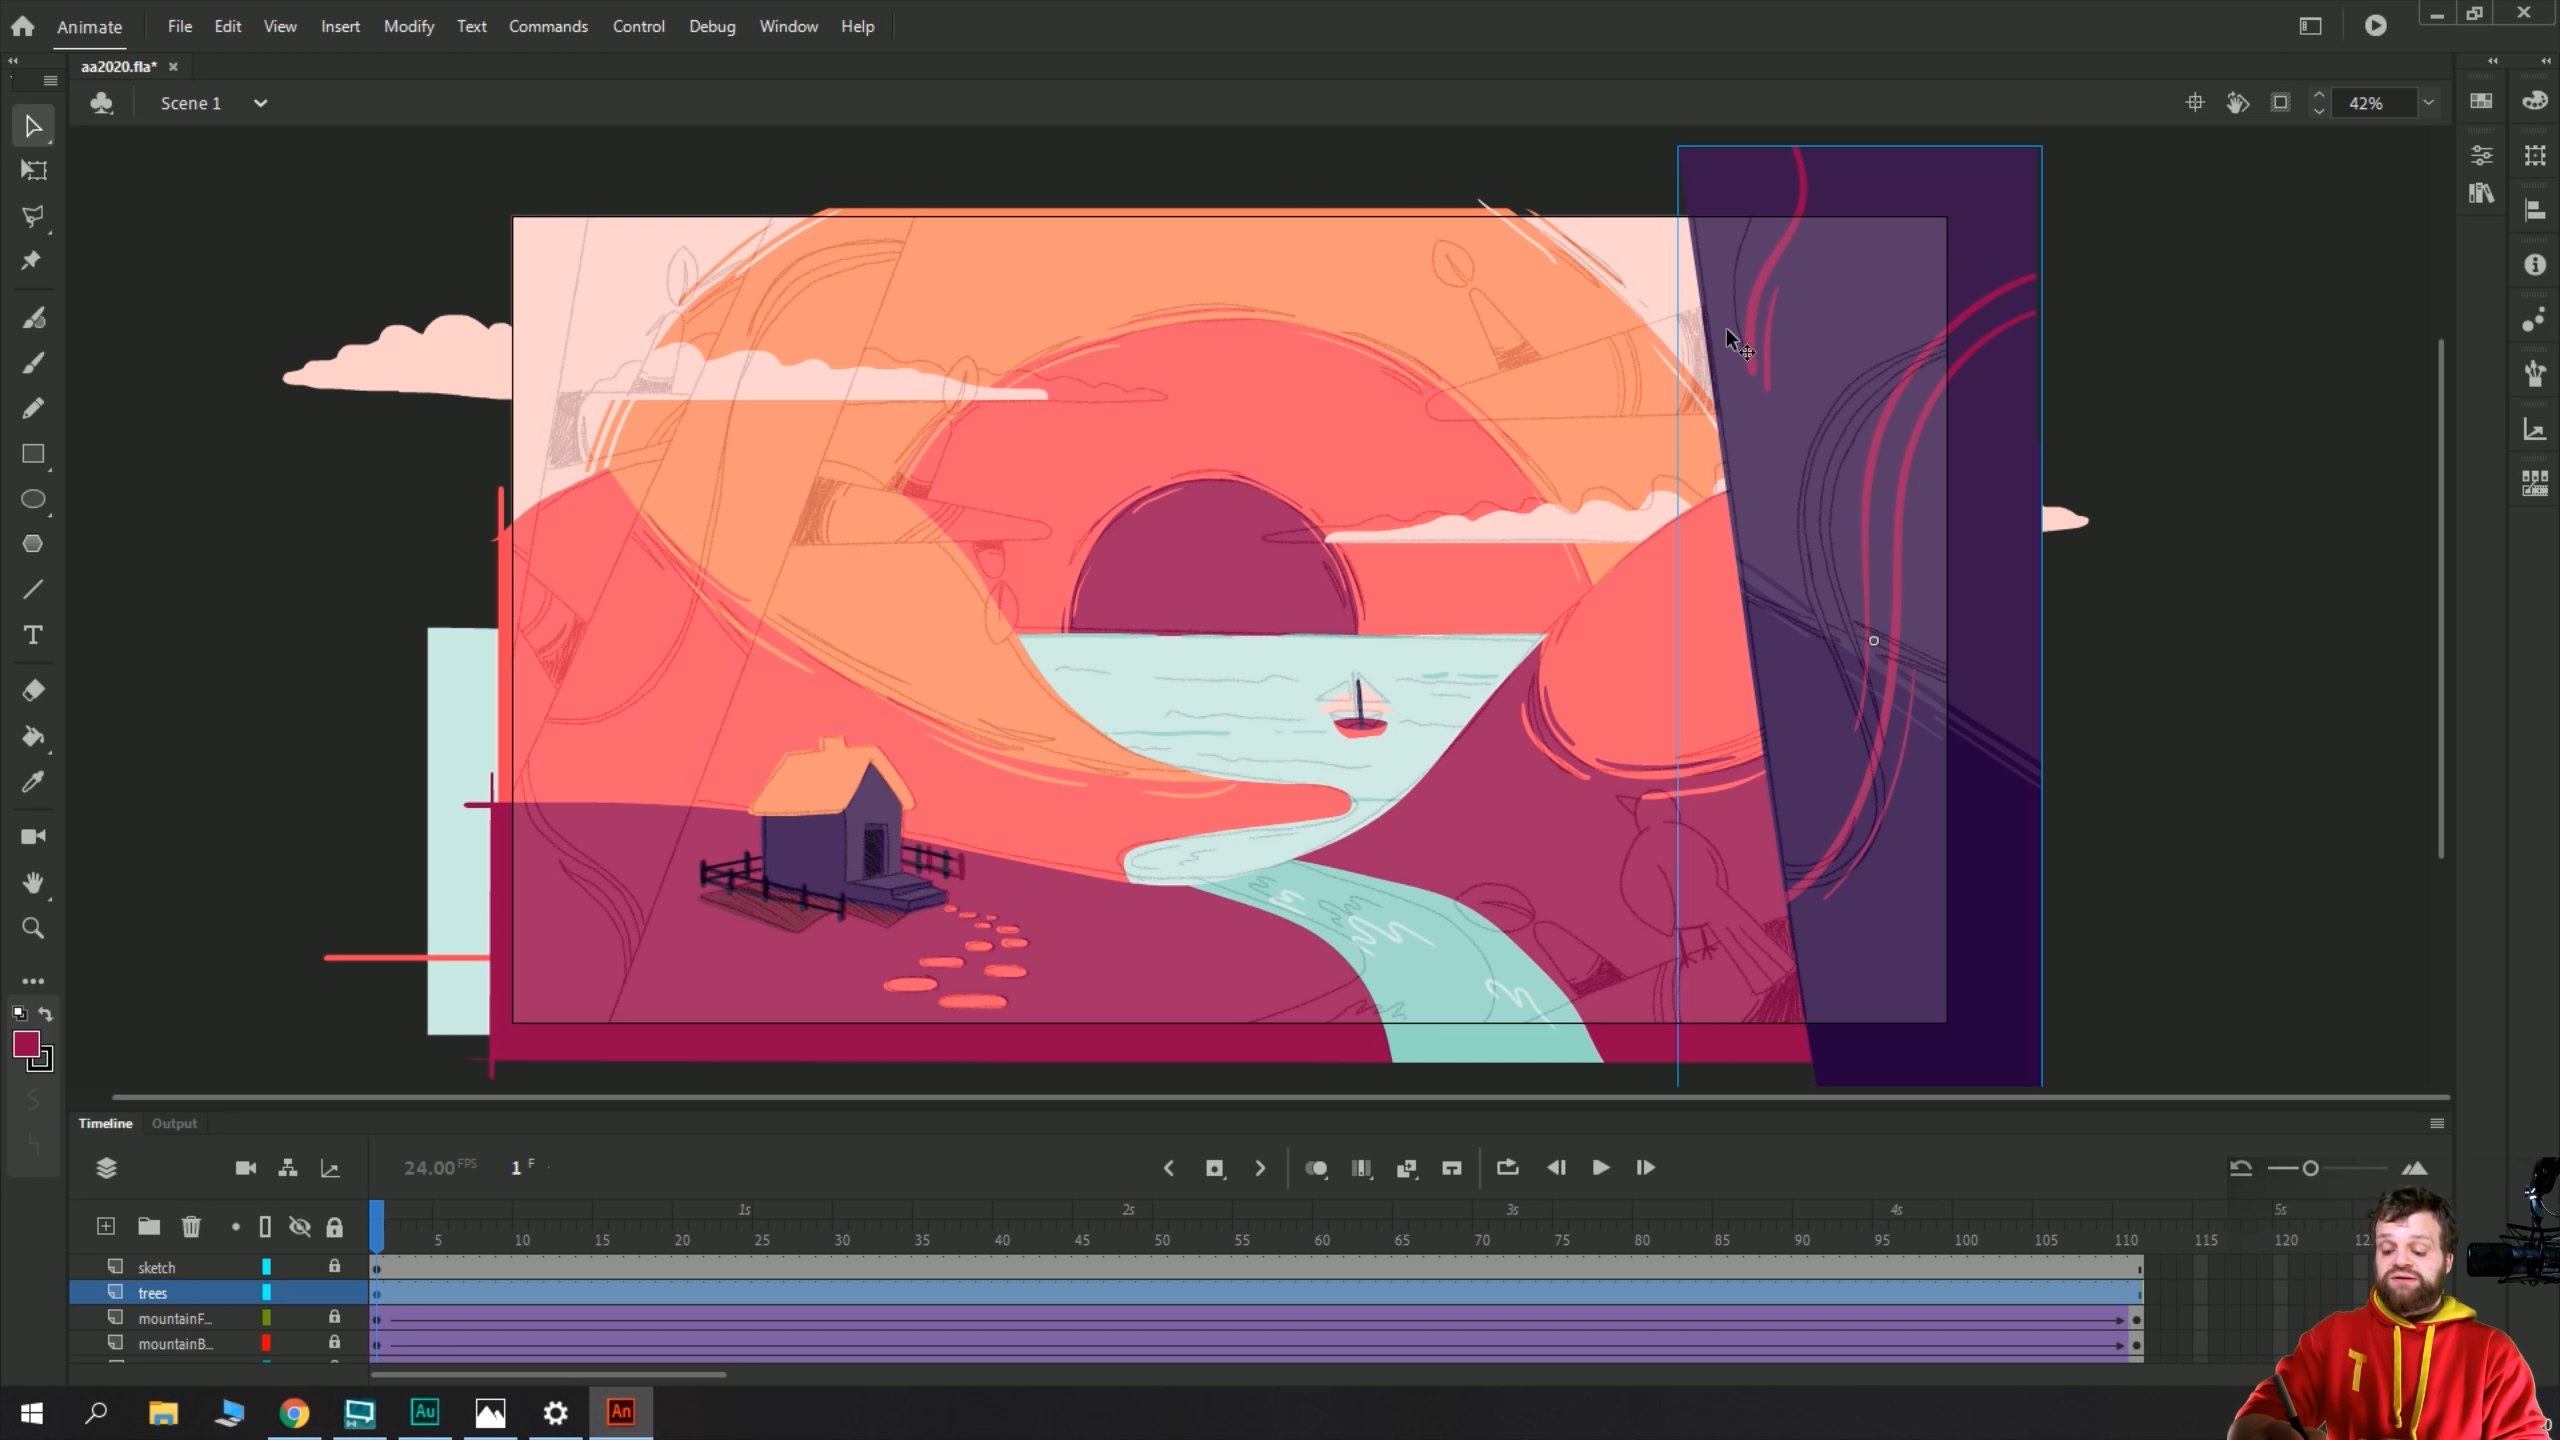 Animate File Edit View Insert Modify Text Commands Control Debug Window Help
aa2020.fla*
Scene 1 42%
T
Timeline Output
24.00 FPS 1 F
1s 2s 3s 4s 5s
5 10 15 20 25 30 35 40 45 50 55 60 65 70 75 80 85 90 95 100 105 110 115 120
sketch
trees
mountainF...
mountainB...
Au An